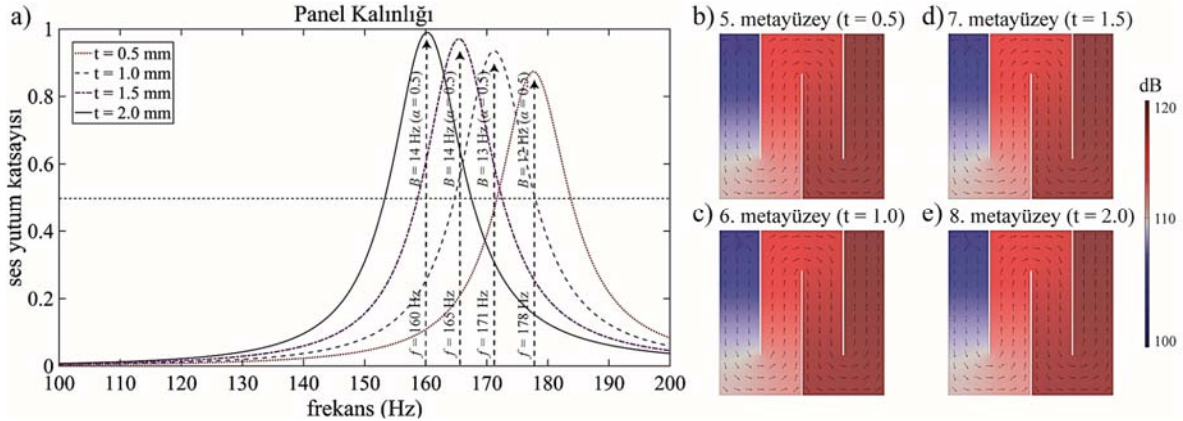 a)
Panel Kalınlığı
ses yutum katsayısı
1
0.8
0.6
0.4
0.2
0
t = 0.5 mm
t = 1.0 mm
t = 1.5 mm
t = 2.0 mm
B = 14 Hz (α = 0.5)
B = 14 Hz (α = 0.5)
B = 13 Hz (α = 0.5)
B = 12 Hz (α = 0.5)
f = 160 Hz
f = 165 Hz
f = 171 Hz
f = 178 Hz
100 110 120 130 140 150 160 170 180 190 200
frekans (Hz)
b) 5. metayüzey (t = 0.5)
d) 7. metayüzey (t = 1.5)
c) 6. metayüzey (t = 1.0)
e) 8. metayüzey (t = 2.0)
dB
120
110
100